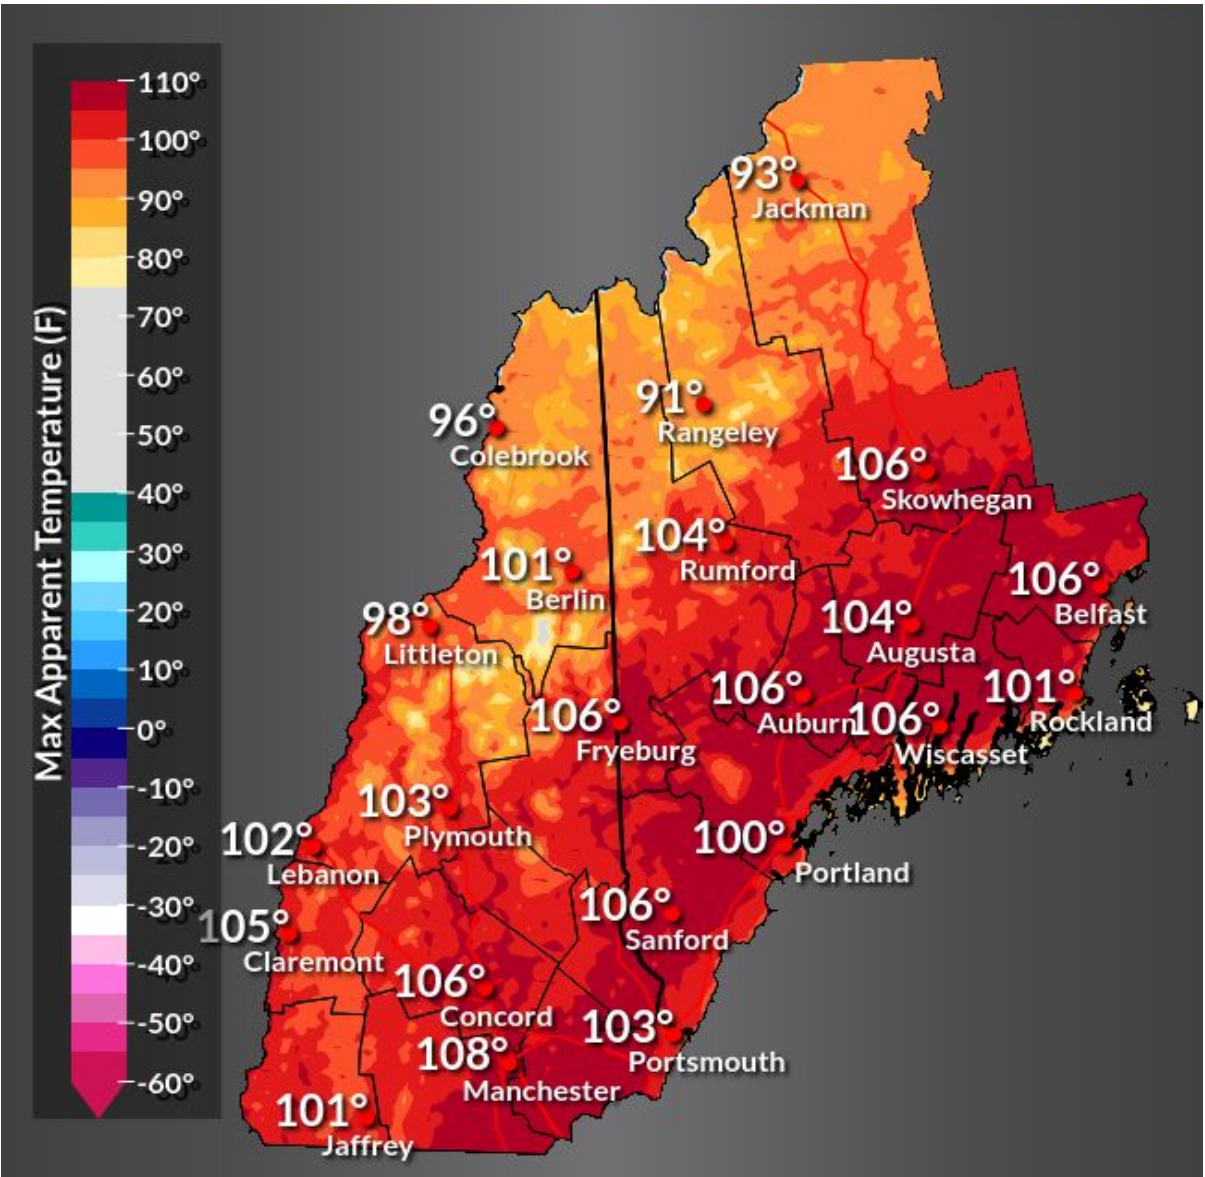 Max Apparent Temperature (F)
110°
100°
90°
80°
70°
60°
50°
40°
30°
20°
10°
0°
-10°
-20°
-30°
-40°
-50°
-60°
93°
Jackman
91°
Rangeley
96°
Colebrook
106°
Skowhegan
104°
Rumford
101°
Berlin
106°
Belfast
98°
Littleton
104°
Augusta
101°
Rockland
106°
Auburn
106°
Wiscasset
106°
Fryeburg
103°
Plymouth
102°
Lebanon
100°
Portland
106°
Sanford
105°
Claremont
106°
Concord
103°
Portsmouth
108°
Manchester
101°
Jaffrey